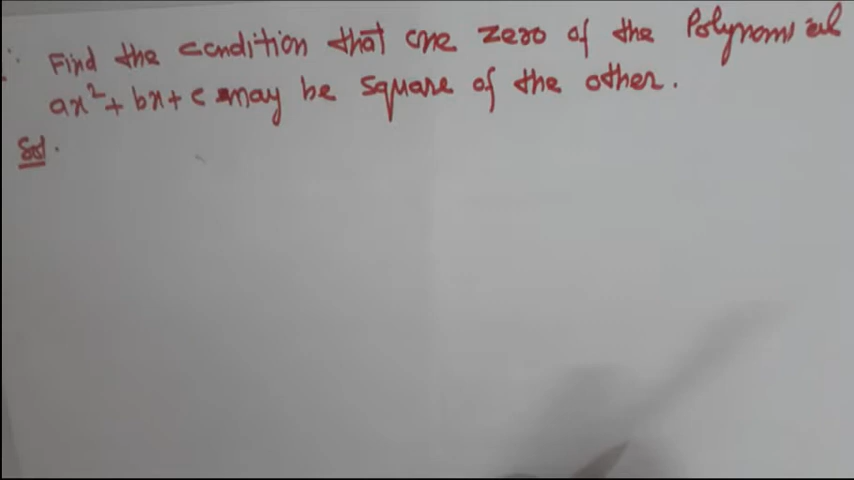 Find the condition that one zero of the Polynomial
ax²+bx+c may be square of the other.
Sol.